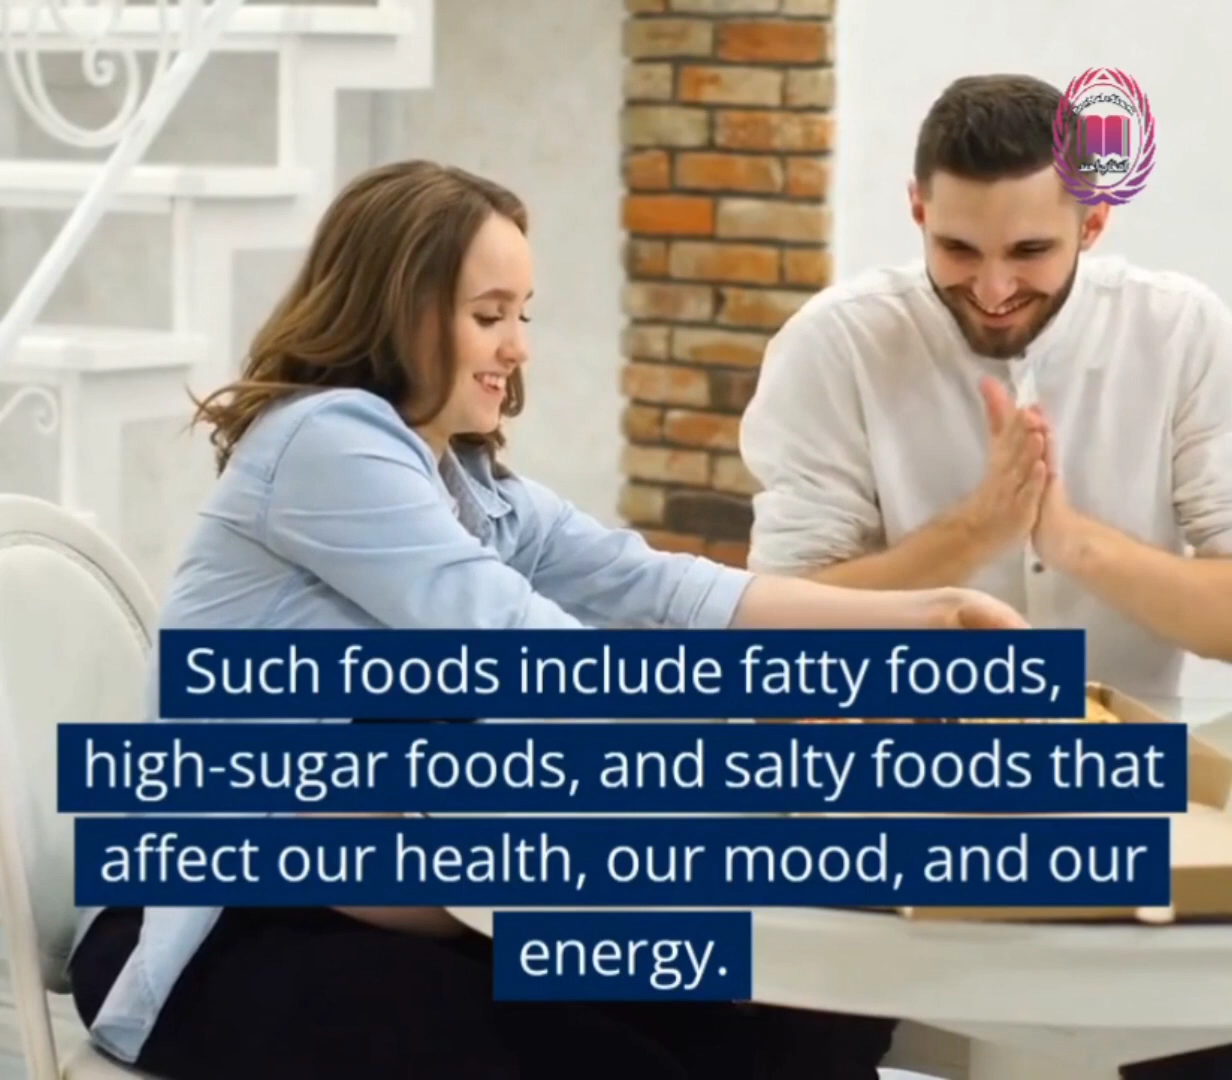 Such foods include fatty foods,
high-sugar foods, and salty foods that
affect our health, our mood, and our
energy.